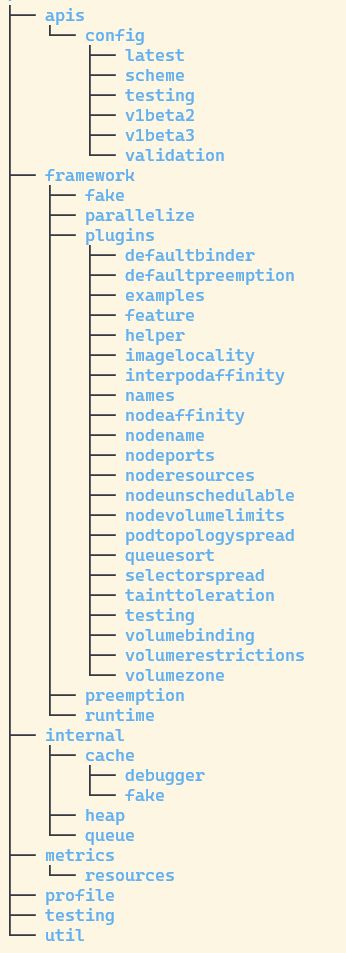 apis
config
latest
scheme
testing
v1beta2
v1beta3
validation
framework
fake
parallelize
plugins
defaultbinder
defaultpreemption
examples
feature
helper
imagelocality
interpodaffinity
names
nodeaffinity
nodename
nodeports
noderesources
nodeunschedulable
nodevolumelimits
podtopologyspread
queuesort
selectorspread
tainttoleration
testing
volumebinding
volumerestrictions
volumezone
preemption
runtime
internal
cache
debugger
fake
heap
queue
metrics
resources
profile
testing
util